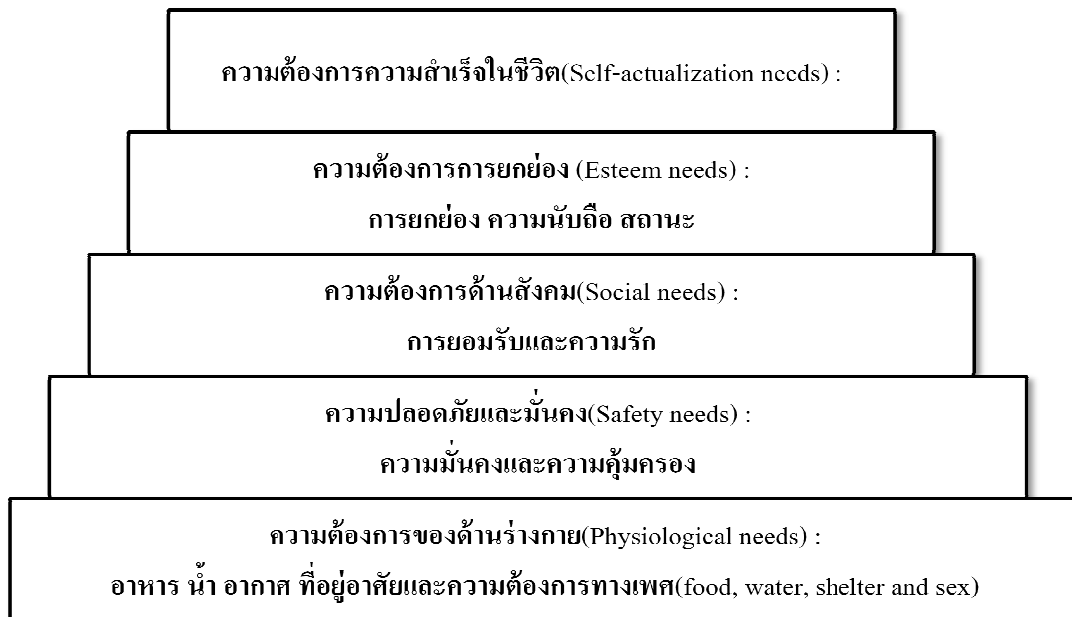 ความต้องการความสำเร็จในชีวิต(Self-actualization needs) :
ความต้องการการยกย่อง (Esteem needs) :
การยกย่อง ความนับถือ สถานะ
ความต้องการด้านสังคม(Social needs) :
การยอมรับและความรัก
ความปลอดภัยและมั่นคง(Safety needs) :
ความมั่นคงและความคุ้มครอง
ความต้องการของด้านร่างกาย(Physiological needs) :
อาหาร น้ำ อากาศ ที่อยู่อาศัยและความต้องการทางเพศ(food, water, shelter and sex)